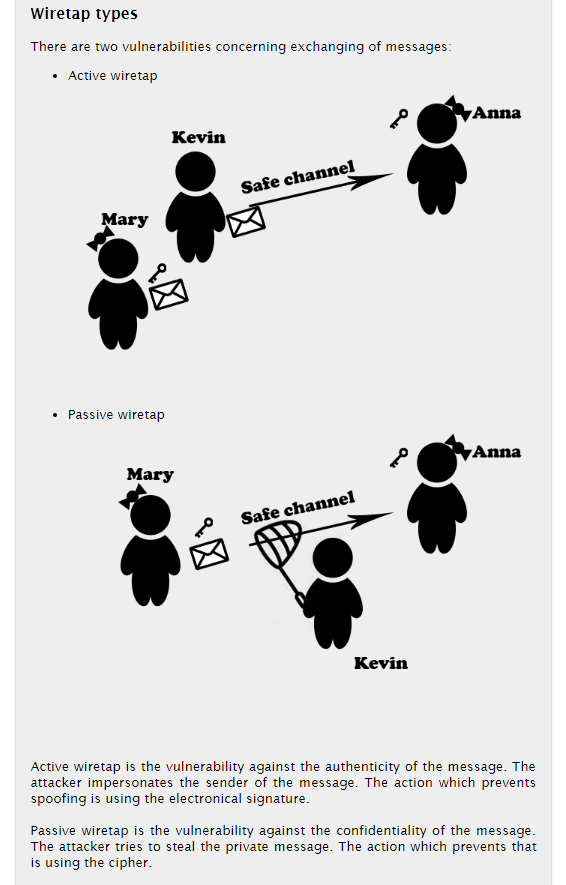 Wiretap types
There are two vulnerabilities concerning exchanging of messages:
• Active wiretap
Anna
Kevin
Safe channel
Mary
• Passive wiretap
Anna
Mary
Safe channel
Kevin
Active wiretap is the vulnerability against the authenticity of the message. The
attacker impersonates the sender of the message. The action which prevents
spoofing is using the electronical signature.
Passive wiretap is the vulnerability against the confidentiality of the message.
The attacker tries to steal the private message. The action which prevents that
is using the cipher.